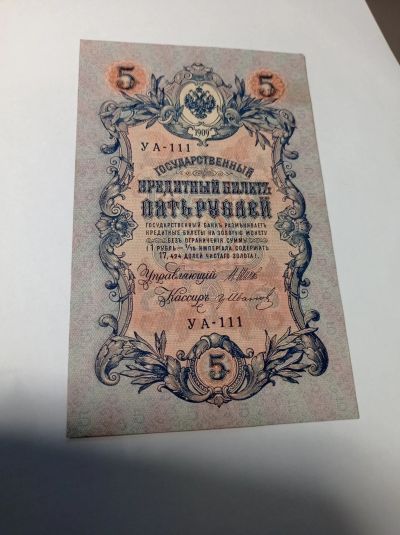 5 5
1909
УА-111
ГОСУДАРСТВЕННЫЙ
КРЕДИТНЫЙ БИЛЕТЪ
ПЯТЬ РУБЛЕЙ
ГОСУДАРСТВЕННЫЙ БАНКЪ РАЗМѢНИВАЕТЪ
КРЕДИТНЫЕ БИЛЕТЫ НА ЗОЛОТУЮ МОНЕТУ
БЕЗЪ ОГРАНИЧЕНІЯ СУММЫ
(1 РУБЛЬ = 1/15 ИМПЕРІАЛА, СОДЕРЖИТЪ
17,424 ДОЛЕЙ ЧИСТАГО ЗОЛОТА).
Управляющій
Кассиръ
УА-111
5